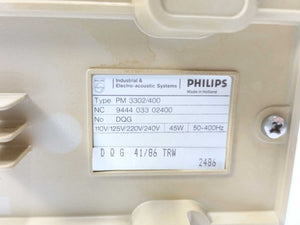 Industrial &
Electro-acoustic Systems
PHILIPS
Made in Holland
Type PM 3302/400
NC 9444 033 02400
No DQG
110V/125V/220V/240V 45W 50-400Hz
D Q G 41/86 TRW
2486